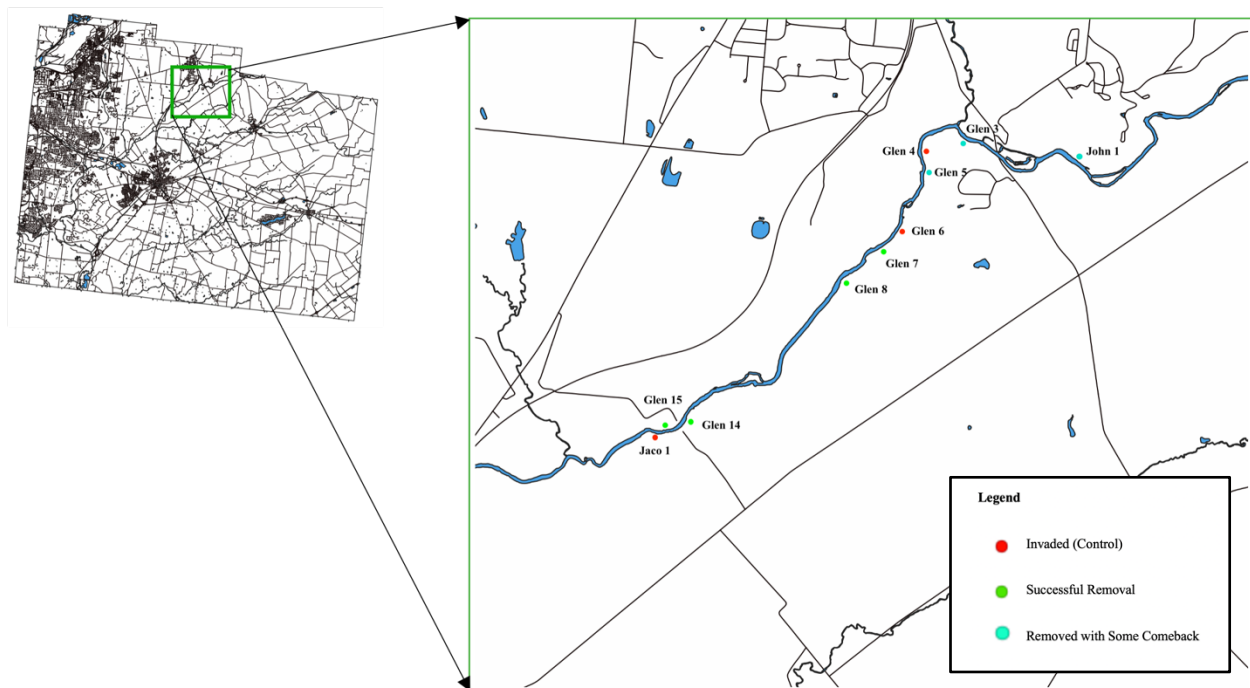 Glen 3
Glen 4
John 1
Glen 5
Glen 6
Glen 7
Glen 8
Glen 15
Glen 14
Jaco 1
Legend
Invaded (Control)
Successful Removal
Removed with Some Comeback